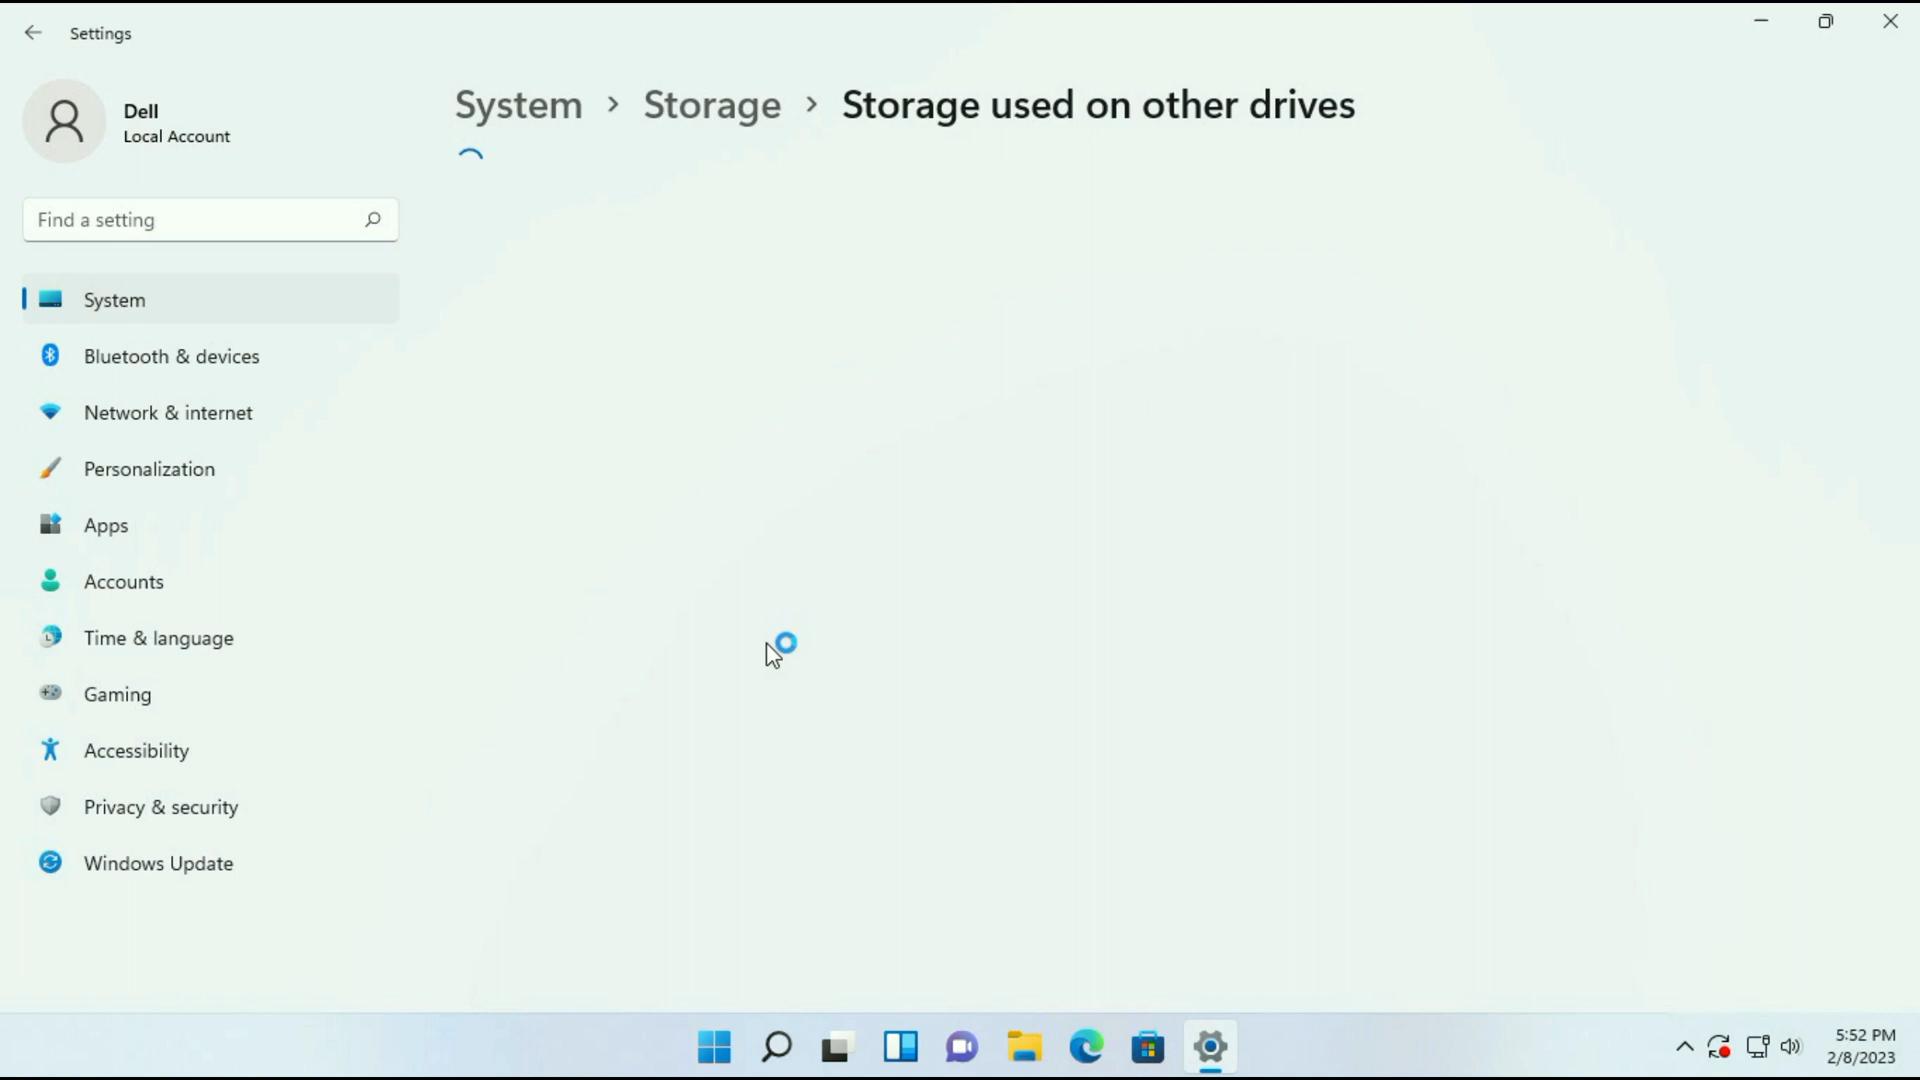 Settings
Dell
Local Account
System > Storage > Storage used on other drives
Find a setting
System
Bluetooth & devices
Network & internet
Personalization
Apps
Accounts
Time & language
Gaming
Accessibility
Privacy & security
Windows Update
5:52 PM
2/8/2023